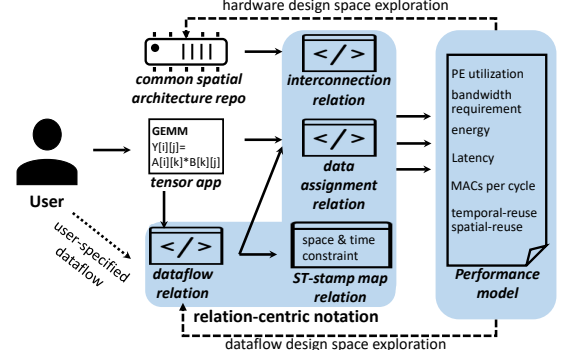 hardware design space exploration
common spatial
architecture repo
</>
interconnection
relation
GEMM
Y[i][j]=
A[i][k]*B[k][j]
tensor app
</>
data
assignment
relation
User
user-specified
dataflow
</>
dataflow
relation
space & time
constraint
ST-stamp map
relation
relation-centric notation
PE utilization
bandwidth
requirement
energy
Latency
MACs per cycle
temporal-reuse
spatial-reuse
Performance
model
dataflow design space exploration